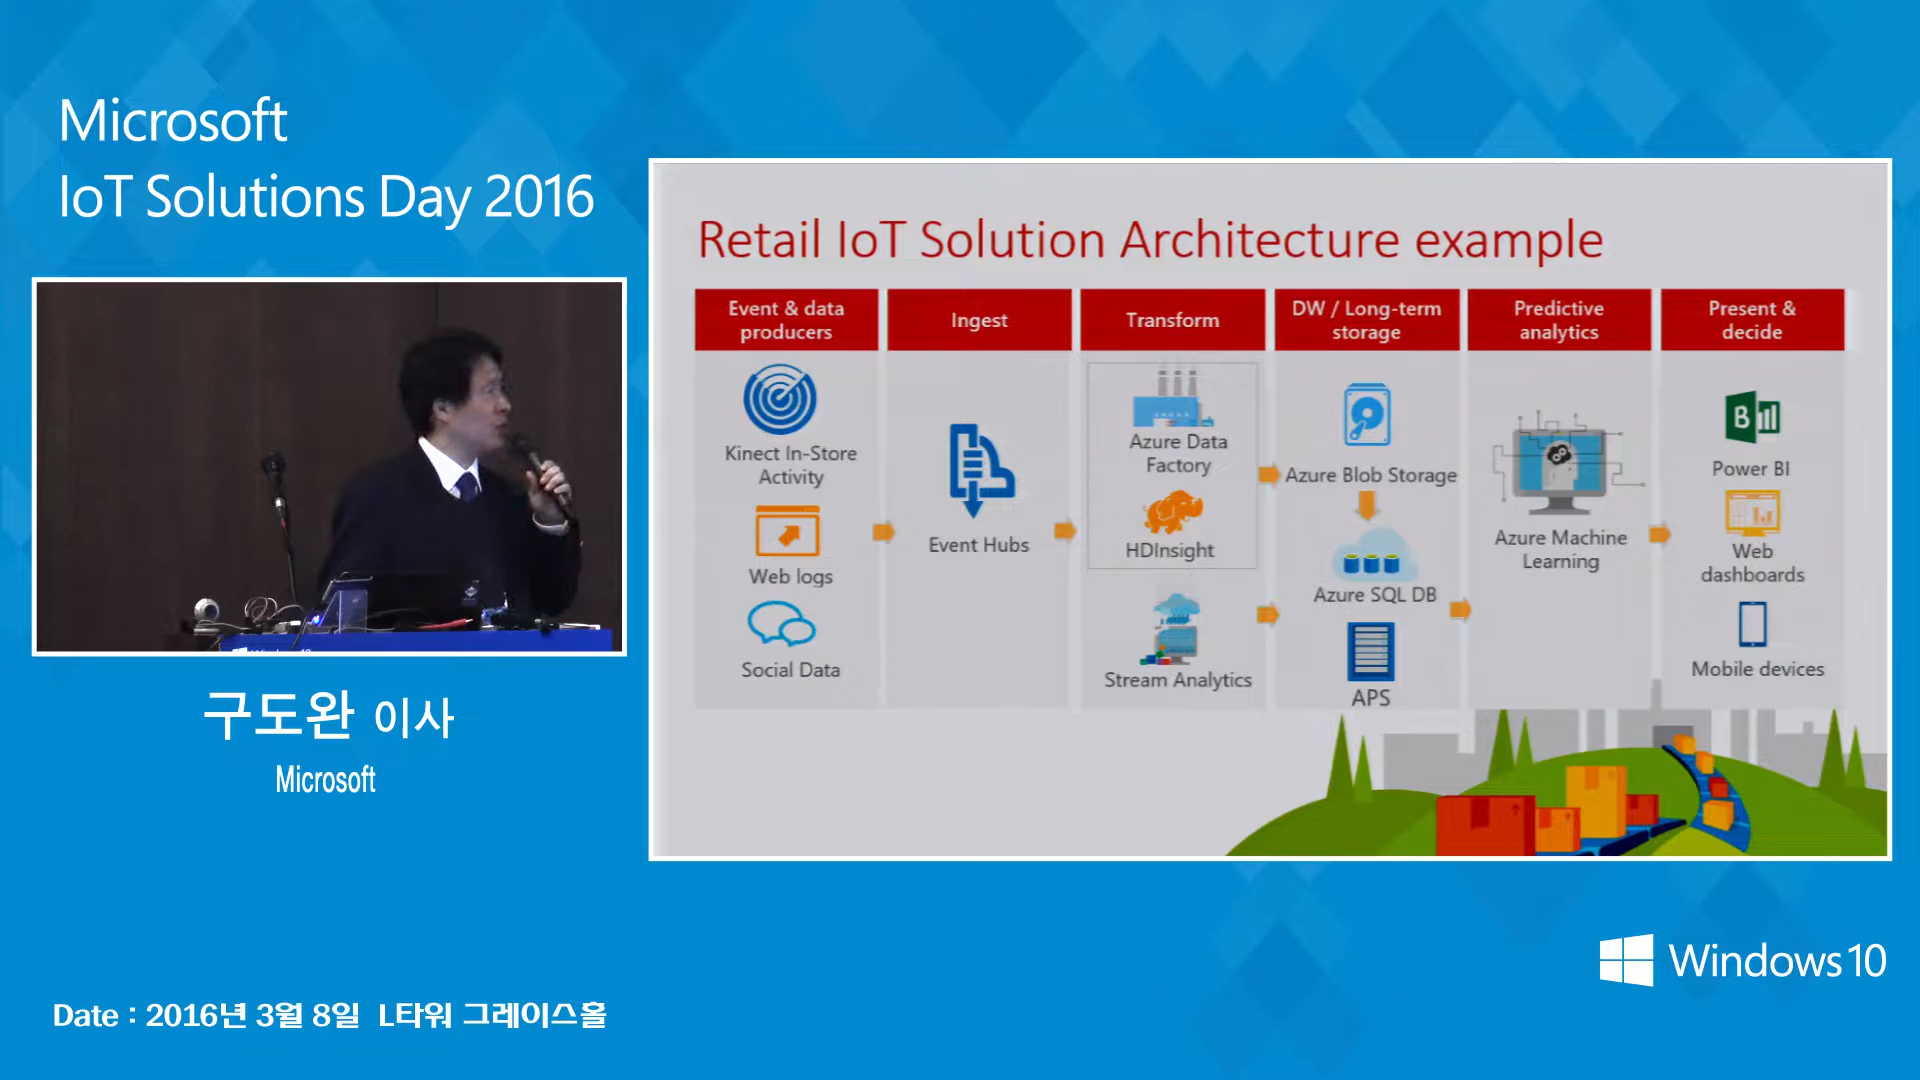 Microsoft
IoT Solutions Day 2016
구도완 이사
Microsoft
Date : 2016년 3월 8일 L타워 그레이스홀
Retail IoT Solution Architecture example
Event & data
producers
Kinect In-Store
Activity
Web logs
Social Data
Ingest
Event Hubs
Transform
Azure Data
Factory
HDInsight
Stream Analytics
DW / Long-term
storage
Azure Blob Storage
Azure SQL DB
APS
Predictive
analytics
Azure Machine
Learning
Present &
decide
Power BI
Web
dashboards
Mobile devices
Windows 10